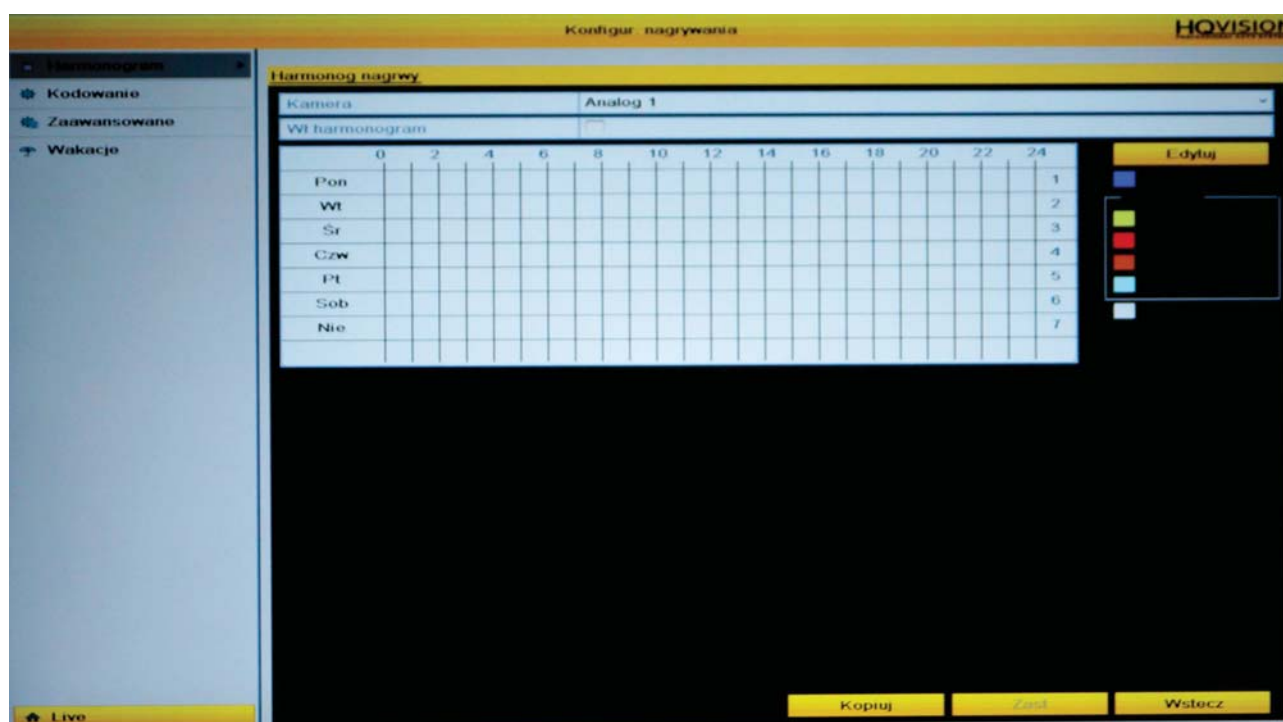 Konfigur nagrywania
HQVISION
Harmonogram
Kodowanie
Zaawansowane
Wakacje
Harmonog nagrwy
Kamera Analog 1
Wł harmonogram
0 2 4 6 8 10 12 14 16 18 20 22 24
Edytuj
Pon 1
Wt 2
Śr 3
Czw 4
Pt 5
Sob 6
Nie 7
Kopiuj
Zast
Wstecz
Live